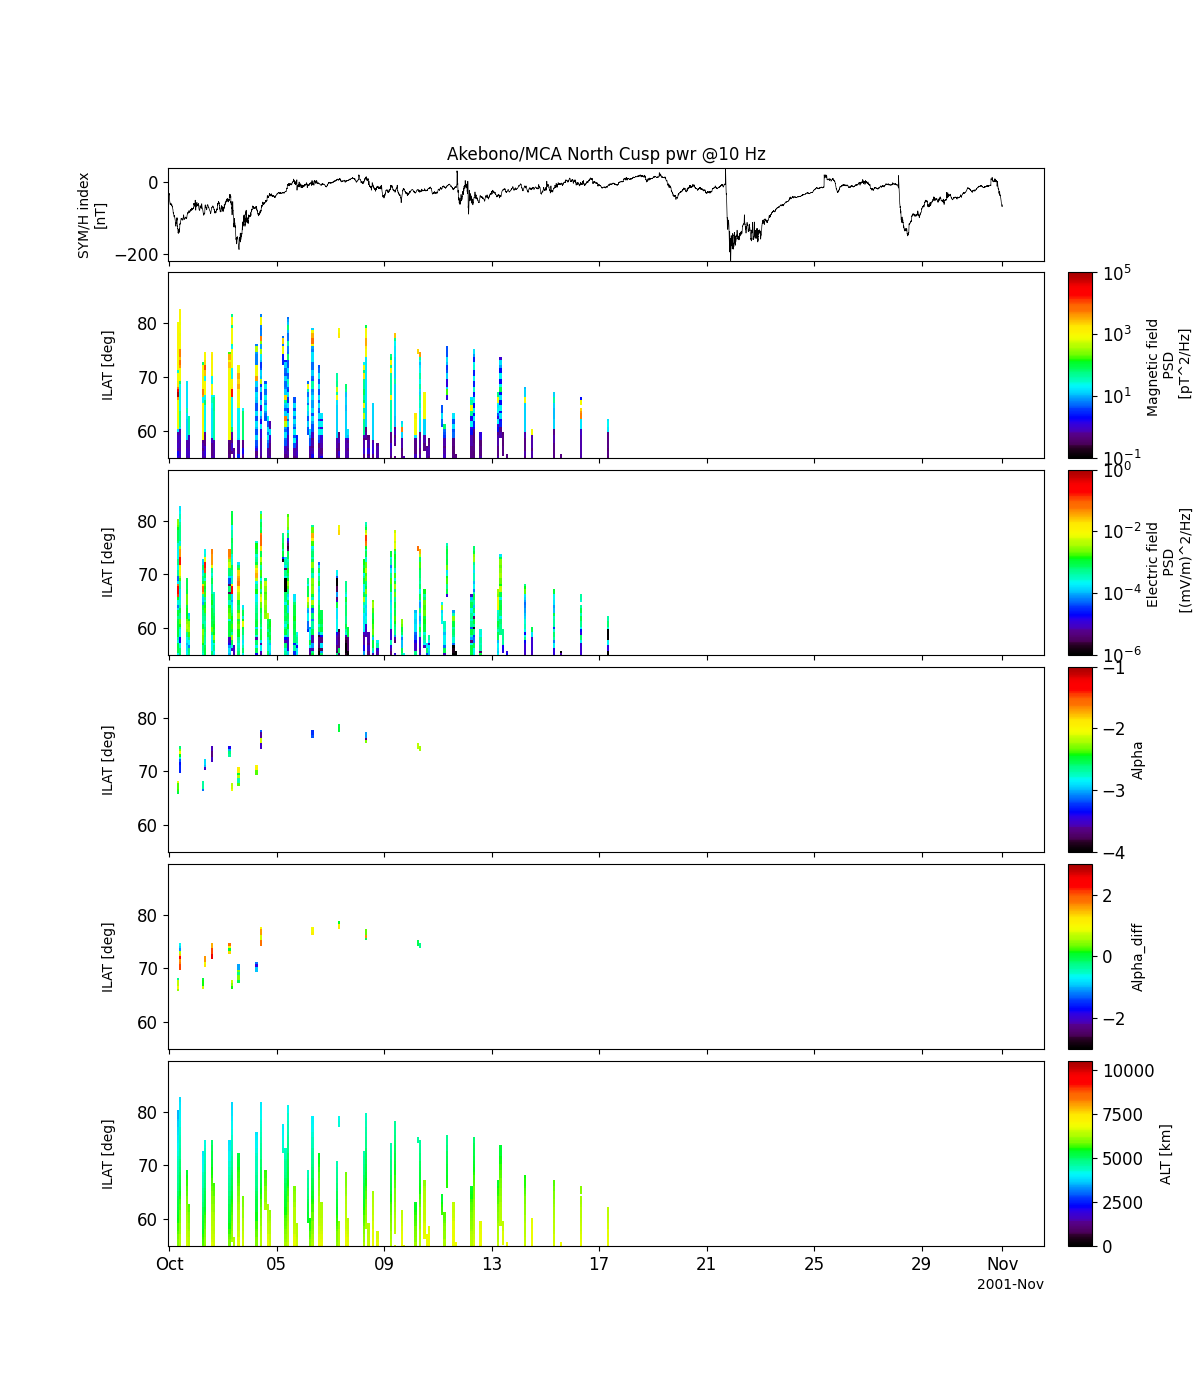 Akebono/MCA North Cusp pwr @10 Hz
SYM/H index
[nT]
0
−200
ILAT [deg]
80
70
60
10^5
10^3
10^1
10^−1
Magnetic field
PSD
[pT^2/Hz]
ILAT [deg]
80
70
60
10^0
10^−2
10^−4
10^−6
Electric field
PSD
[(mV/m)^2/Hz]
ILAT [deg]
80
70
60
−1
−2
−3
−4
Alpha
ILAT [deg]
80
70
60
2
0
−2
Alpha_diff
ILAT [deg]
80
70
60
10000
7500
5000
2500
0
ALT [km]
Oct 05 09 13 17 21 25 29 Nov
2001-Nov